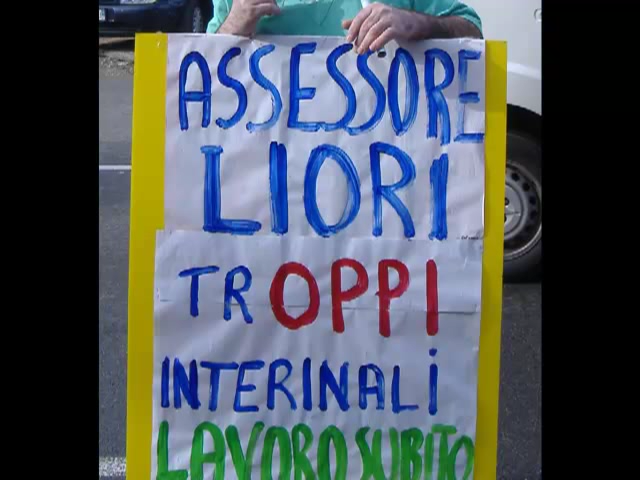 ASSESSORE
LIORI
TROPPI
INTERINALI
LAVORO SUBITO